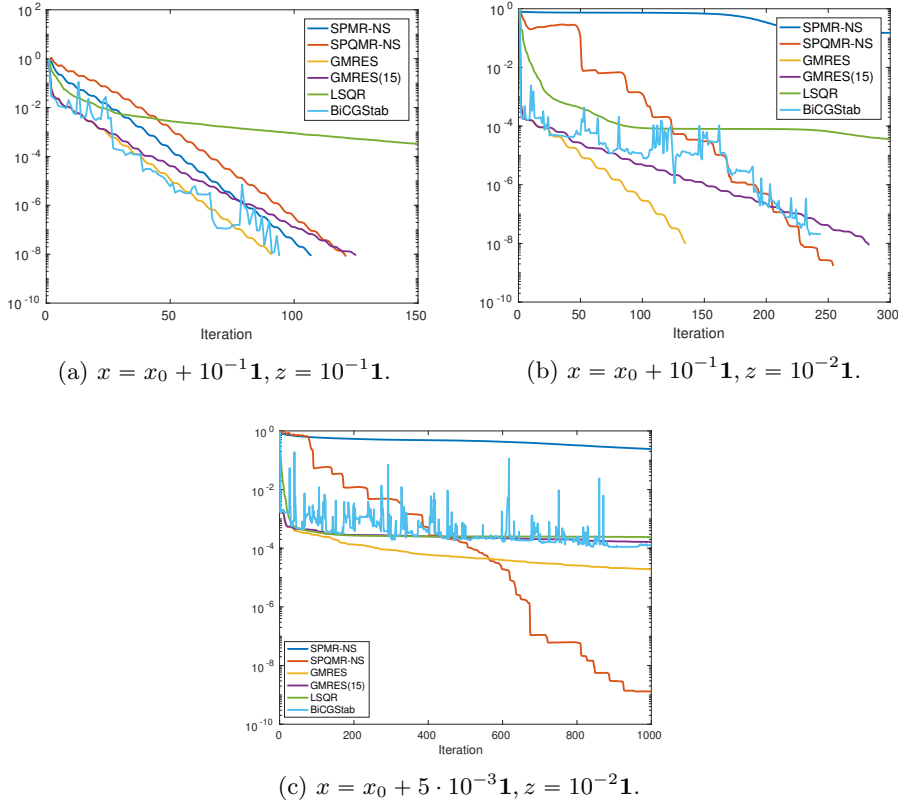 10^2
10^0
10^-2
10^-4
10^-6
10^-8
10^-10
0 50 100 150
Iteration
SPMR-NS
SPQMR-NS
GMRES
GMRES(15)
LSQR
BiCGStab
(a) x = x_0 + 10^{-1}𝟏, z = 10^{-1}𝟏.
10^0
10^-2
10^-4
10^-6
10^-8
10^-10
0 50 100 150 200 250 300
Iteration
SPMR-NS
SPQMR-NS
GMRES
GMRES(15)
LSQR
BiCGStab
(b) x = x_0 + 10^{-1}𝟏, z = 10^{-2}𝟏.
10^0
10^-2
10^-4
10^-6
10^-8
10^-10
0 200 400 600 800 1000
Iteration
SPMR-NS
SPQMR-NS
GMRES
GMRES(15)
LSQR
BiCGStab
(c) x = x_0 + 5 · 10^{-3}𝟏, z = 10^{-2}𝟏.